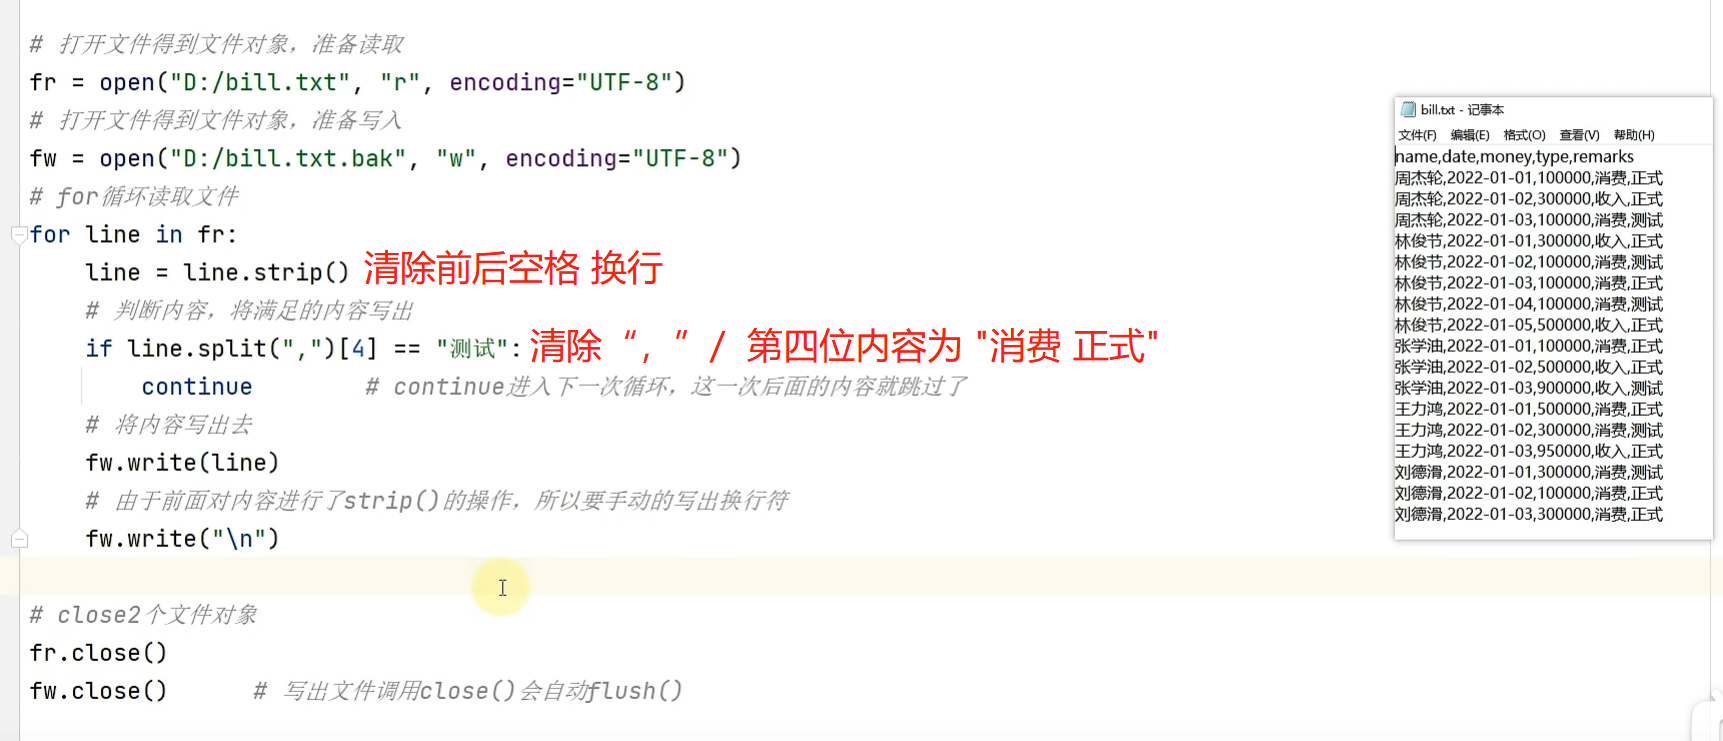 # 打开文件得到文件对象，准备读取
fr = open("D:/bill.txt", "r", encoding="UTF-8")
# 打开文件得到文件对象，准备写入
fw = open("D:/bill.txt.bak", "w", encoding="UTF-8")
# for循环读取文件
for line in fr:
line = line.strip() 清除前后空格 换行
# 判断内容，将满足的内容写出
if line.split(",")[4] == "测试": 清除“，”/ 第四位内容为 "消费 正式"
continue # continue进入下一次循环，这一次后面的内容就跳过了
# 将内容写出去
fw.write(line)
# 由于前面对内容进行了strip()的操作，所以要手动的写出换行符
fw.write("\n")
# close2个文件对象
fr.close()
fw.close() # 写出文件调用close()会自动flush()
bill.txt - 记事本
文件(F) 编辑(E) 格式(O) 查看(V) 帮助(H)
name,date,money,type,remarks
周杰轮,2022-01-01,100000,消费,正式
周杰轮,2022-01-02,300000,收入,正式
周杰轮,2022-01-03,100000,消费,测试
林俊节,2022-01-01,300000,收入,正式
林俊节,2022-01-02,100000,消费,测试
林俊节,2022-01-03,100000,消费,正式
林俊节,2022-01-04,100000,消费,测试
林俊节,2022-01-05,500000,收入,正式
张学油,2022-01-01,100000,消费,正式
张学油,2022-01-02,500000,收入,正式
张学油,2022-01-03,900000,收入,测试
王力鸿,2022-01-01,500000,消费,正式
王力鸿,2022-01-02,300000,消费,测试
王力鸿,2022-01-03,950000,收入,正式
刘德滑,2022-01-01,300000,消费,测试
刘德滑,2022-01-02,100000,消费,正式
刘德滑,2022-01-03,300000,消费,正式